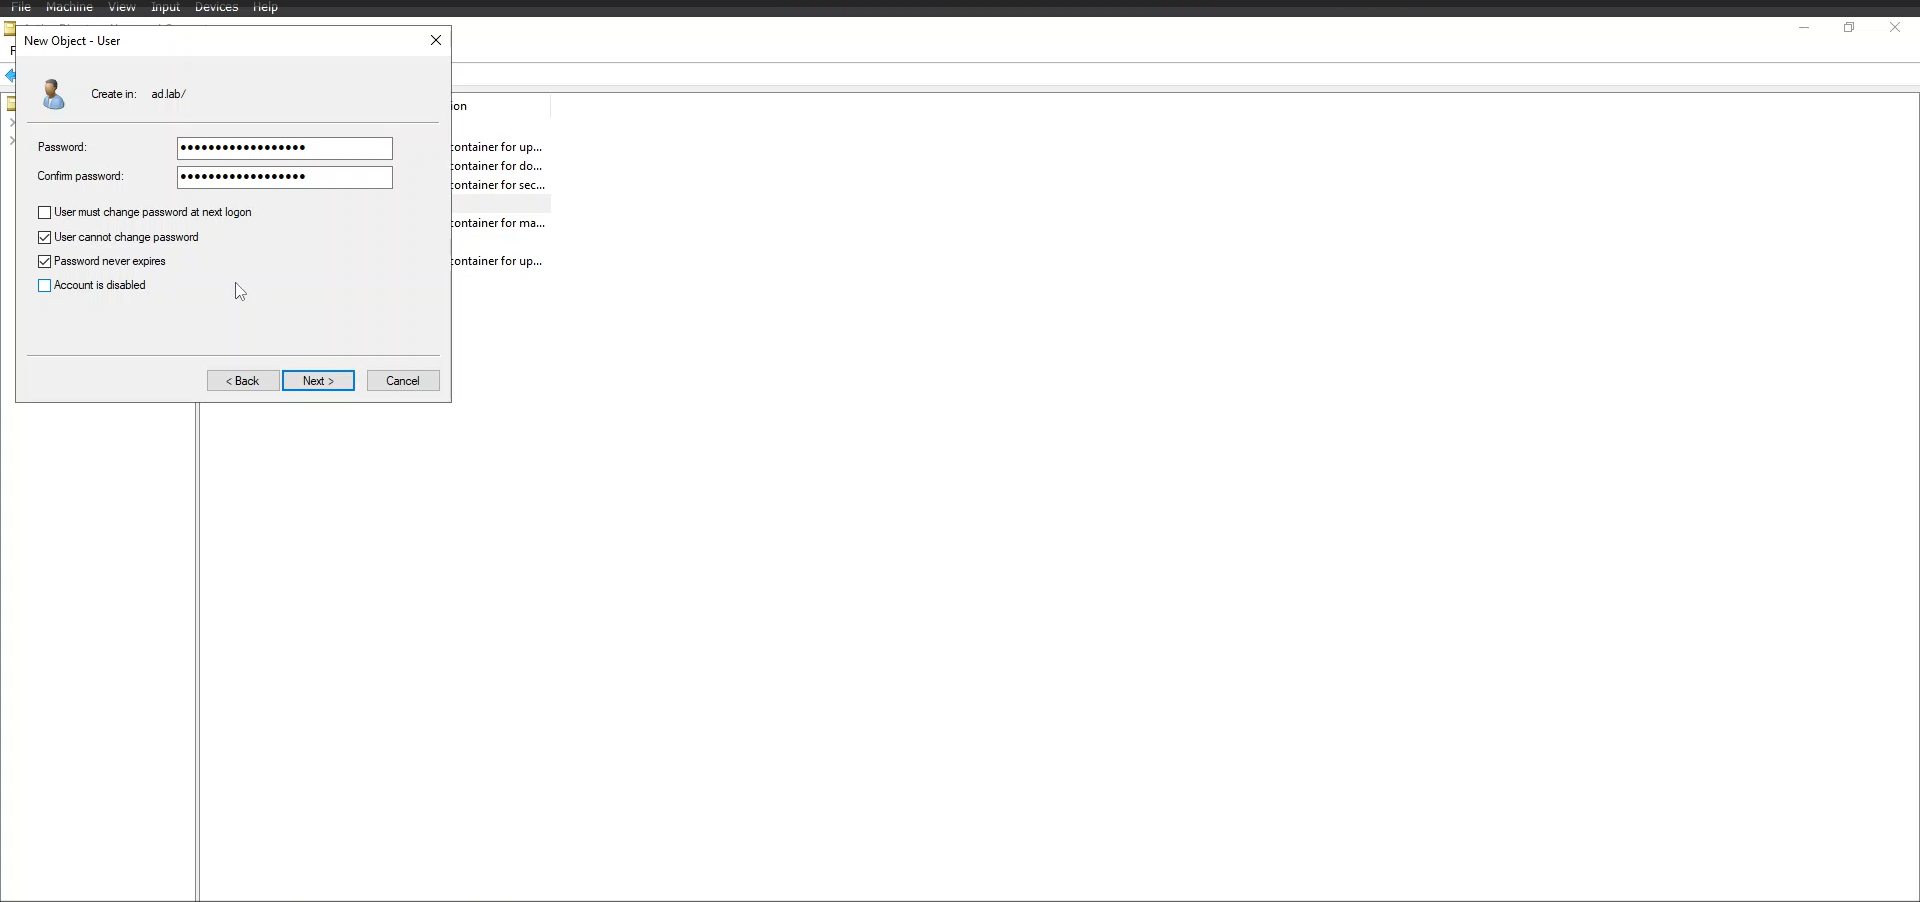 File Machine View Input Devices Help
New Object - User
Create in: ad.lab/
ion
Password: ••••••••••••••••••
container for up...
container for do...
Confirm password: ••••••••••••••••••
container for sec...
User must change password at next logon
container for ma...
User cannot change password
Password never expires
container for up...
Account is disabled
< Back Next > Cancel